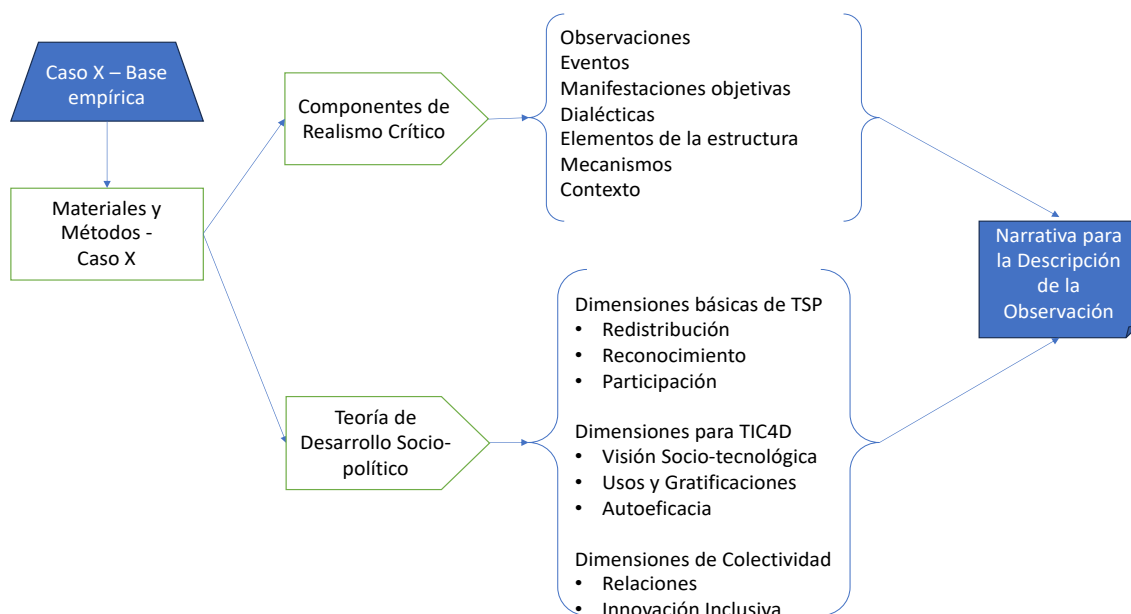 Caso X – Base
empírica
Materiales y
Métodos -
Caso X
Componentes de
Realismo Crítico
Observaciones
Eventos
Manifestaciones objetivas
Dialécticas
Elementos de la estructura
Mecanismos
Contexto
Teoría de
Desarrollo Socio-
político
Dimensiones básicas de TSP
• Redistribución
• Reconocimiento
• Participación
Dimensiones para TIC4D
• Visión Socio-tecnológica
• Usos y Gratificaciones
• Autoeficacia
Dimensiones de Colectividad
• Relaciones
• Innovación Inclusiva
Narrativa para
la Descripción
de la
Observación